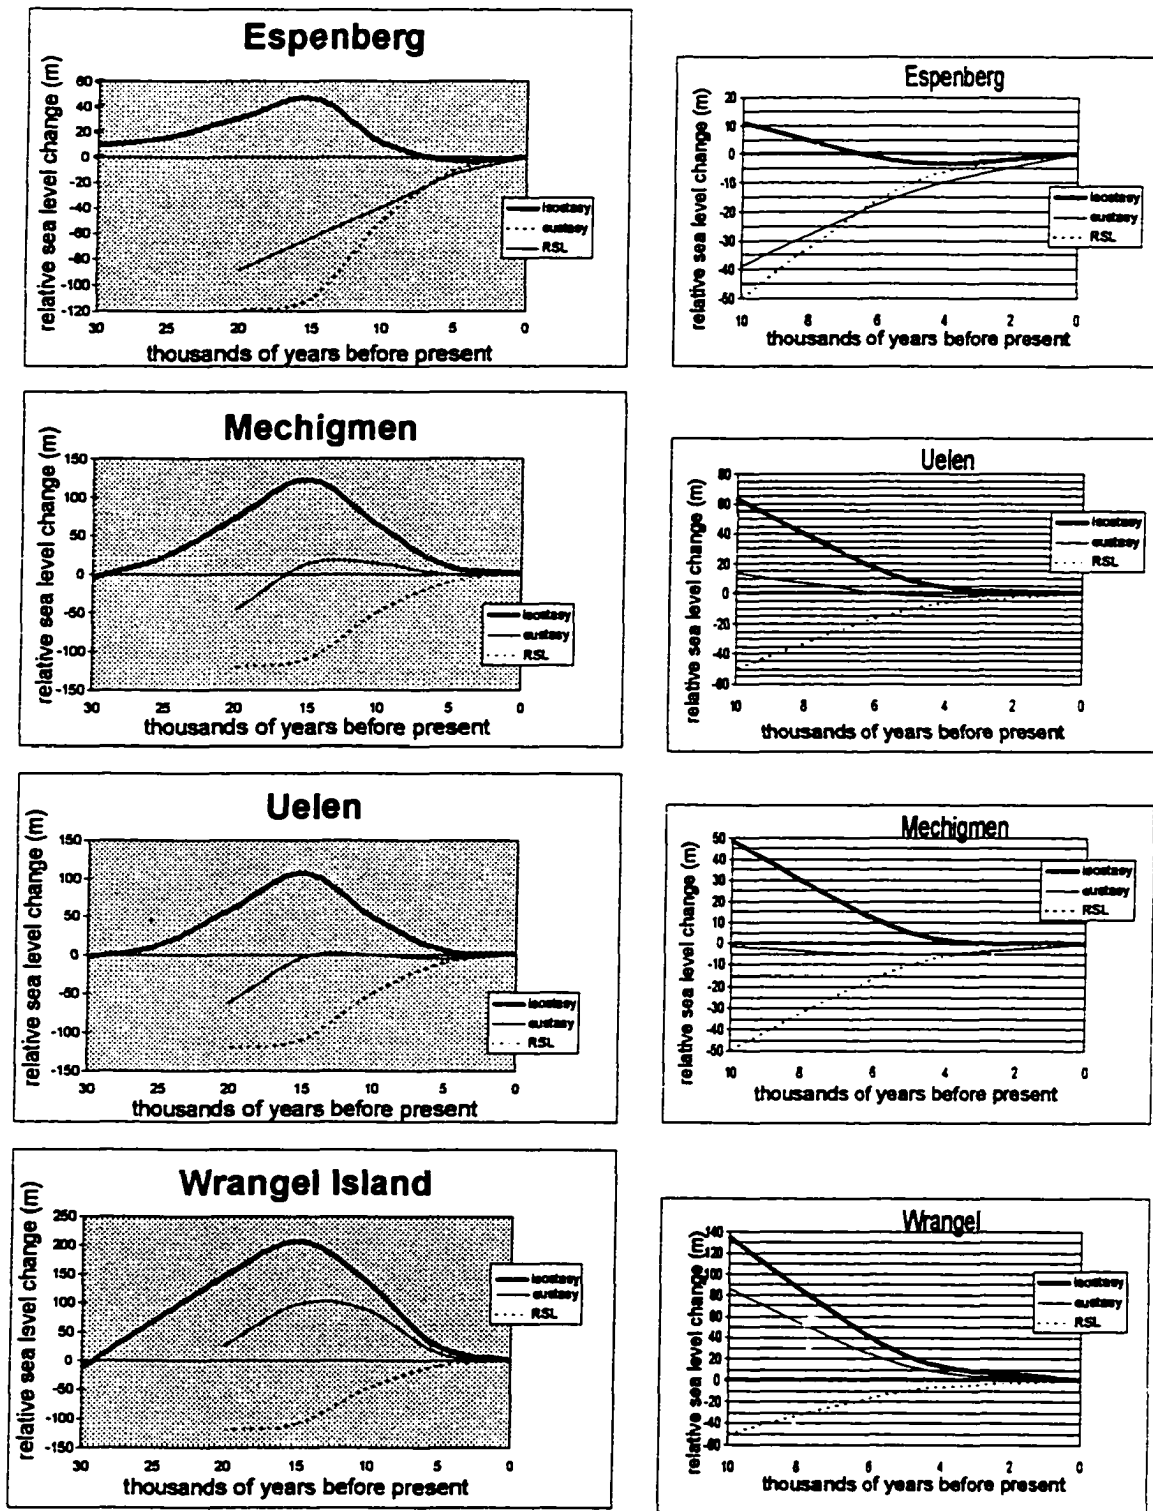 Espenberg
relative sea level change (m)
60
40
20
0
-20
-40
-60
-80
-100
-120
30
25
20
15
10
5
0
thousands of years before present
isostasy
eustasy
RSL
Espenberg
relative sea level change (m)
20
10
0
-10
-20
-30
-40
-50
10
8
6
4
2
0
thousands of years before present
isostasy
eustasy
RSL
Mechigmen
relative sea level change (m)
150
100
50
0
-50
-100
-150
30
25
20
15
10
5
0
thousands of years before present
isostasy
eustasy
RSL
Uelen
relative sea level change (m)
80
60
40
20
0
-20
-40
-60
10
8
6
4
2
0
thousands of years before present
isostasy
eustasy
RSL
Uelen
relative sea level change (m)
150
100
50
0
-50
-100
-150
30
25
20
15
10
5
0
thousands of years before present
isostasy
eustasy
RSL
Mechigmen
relative sea level change (m)
50
40
30
20
10
0
-10
-20
-30
-40
-50
10
8
6
4
2
0
thousands of years before present
isostasy
eustasy
RSL
Wrangel Island
relative sea level change (m)
250
200
150
100
50
0
-50
-100
-150
30
25
20
15
10
5
0
thousands of years before present
isostasy
eustasy
RSL
Wrangel
relative sea level change (m)
140
120
100
80
60
40
20
0
-20
-40
-60
10
8
6
4
2
0
thousands of years before present
isostasy
eustasy
RSL